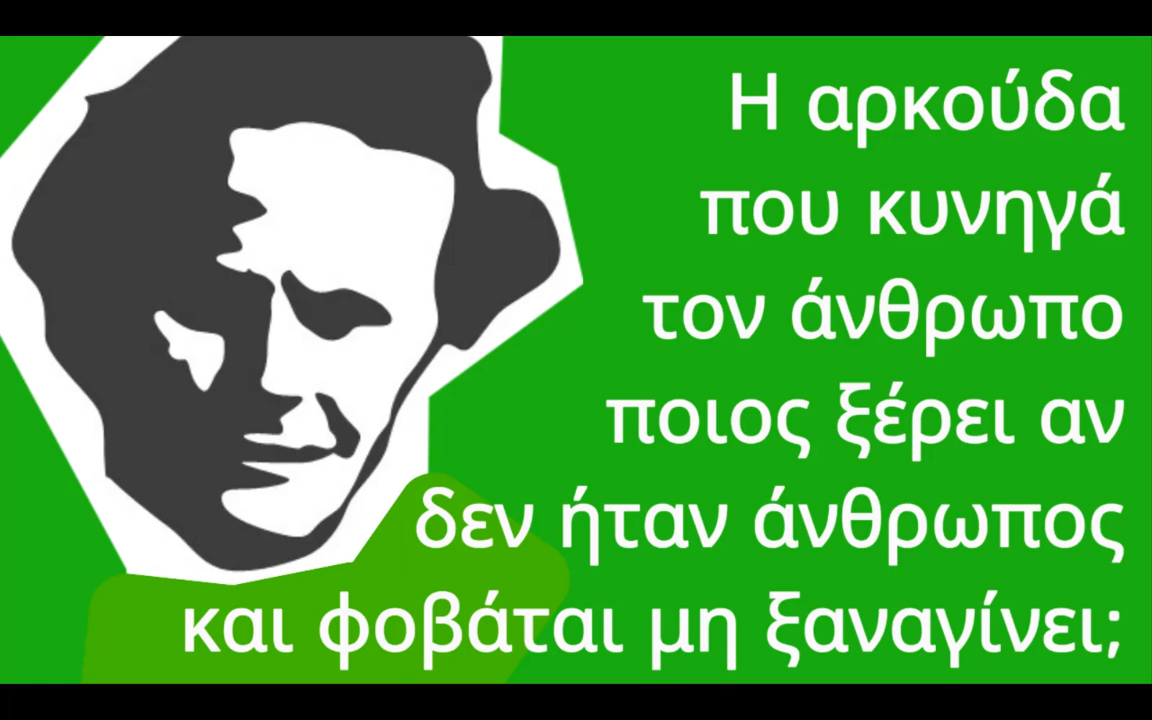 Η αρκούδα
που κυνηγά
τον άνθρωπο
ποιος ξέρει αν
δεν ήταν άνθρωπος
και φοβάται μη ξαναγίνει;